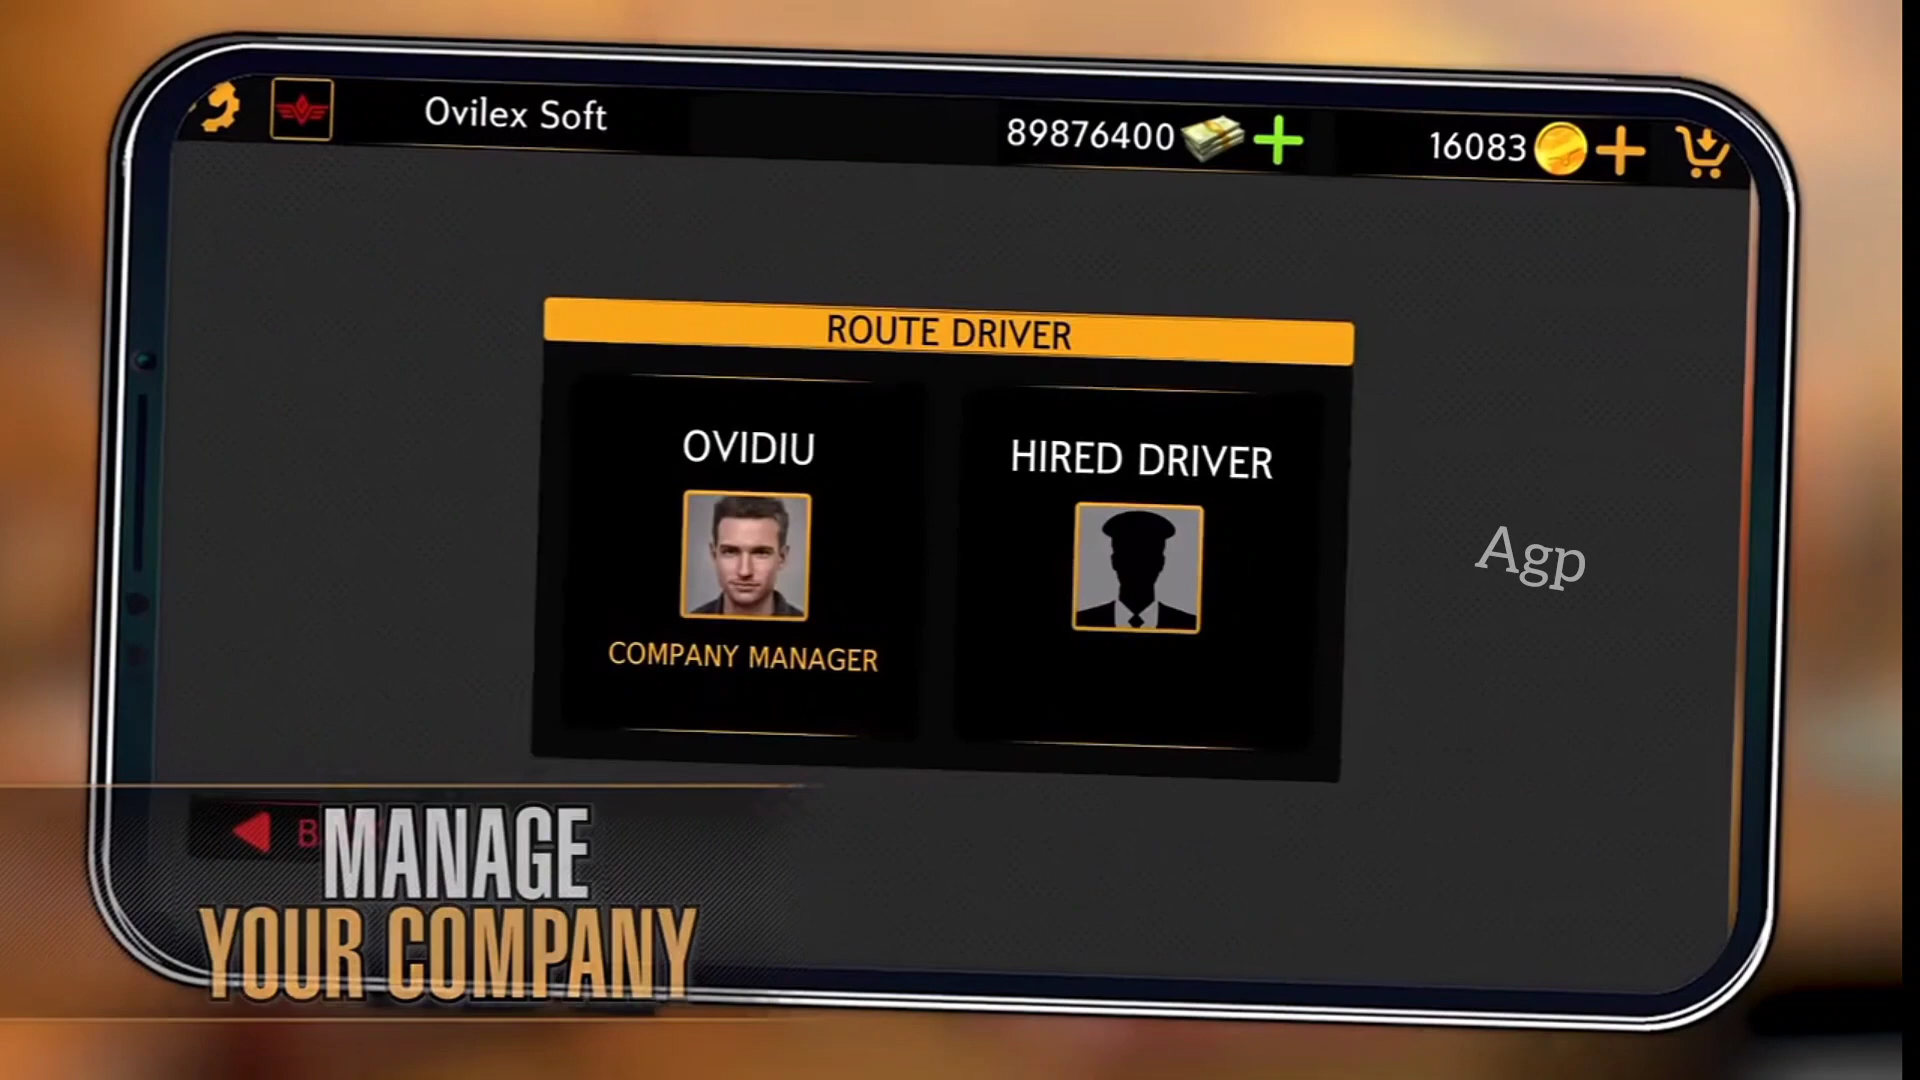 Ovilex Soft
89876400
16083
ROUTE DRIVER
OVIDIU
HIRED DRIVER
COMPANY MANAGER
Agp
MANAGE
YOUR COMPANY